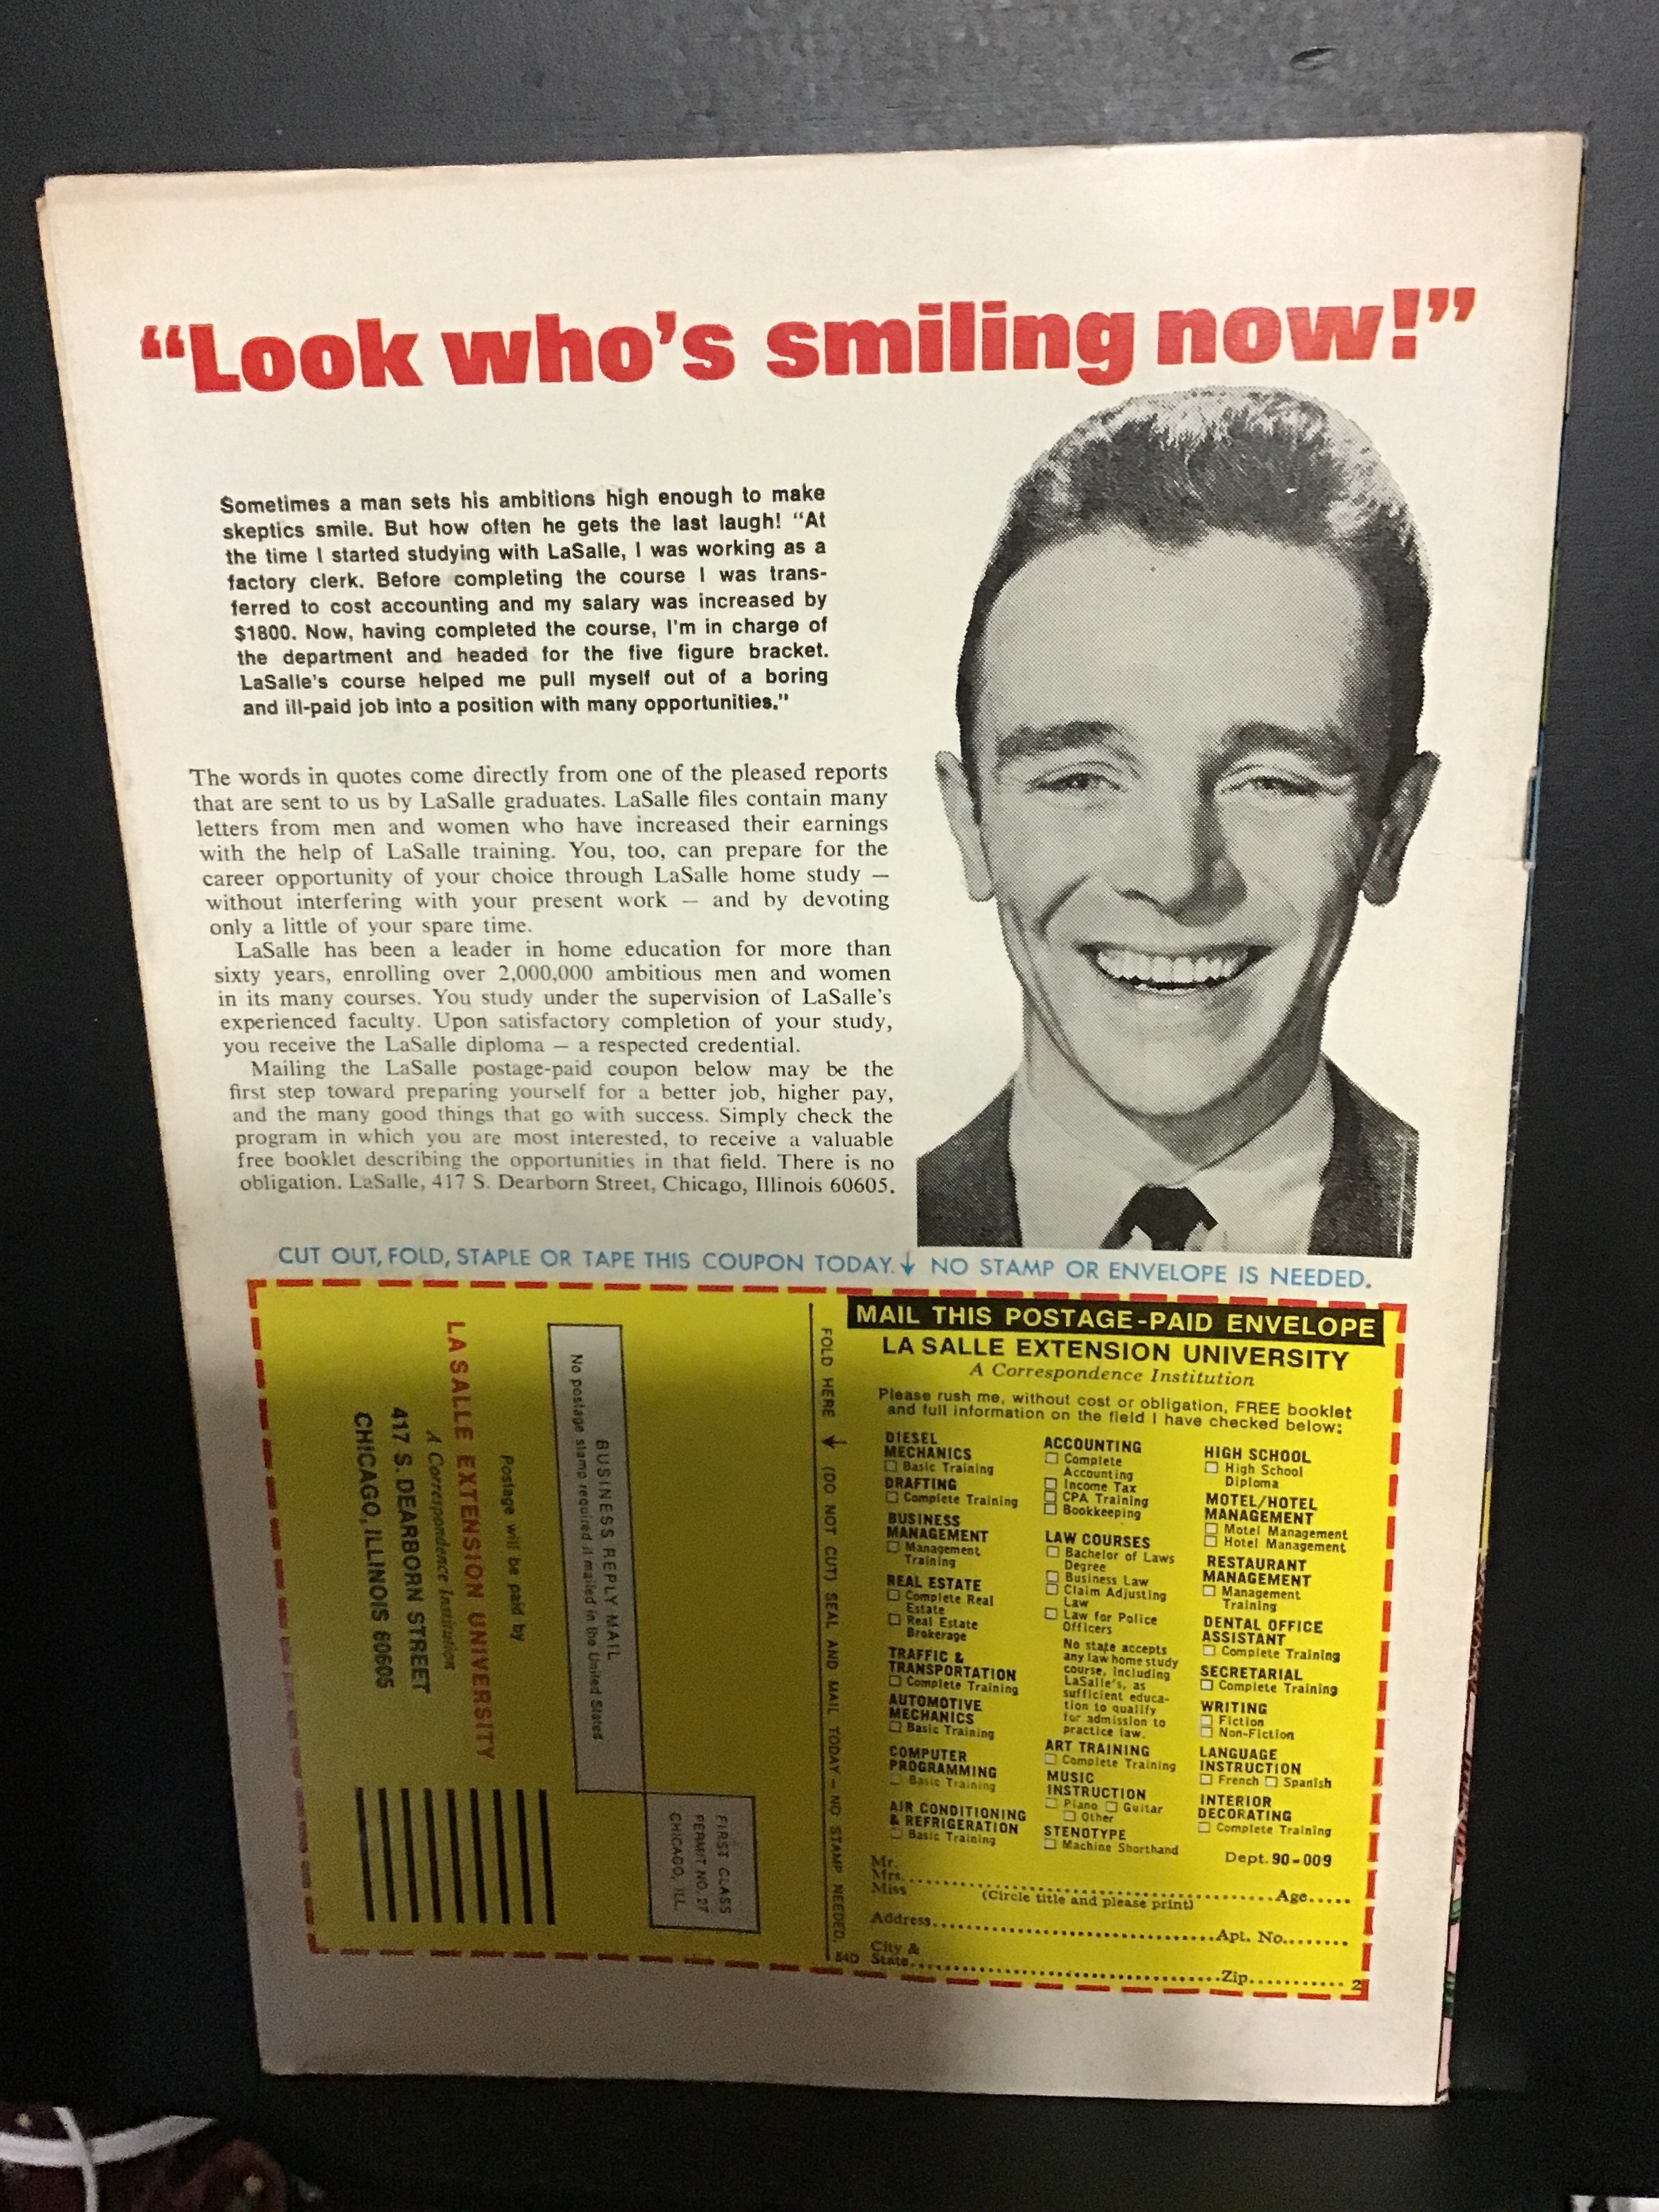 “Look who’s smiling now!”
Sometimes a man sets his ambitions high enough to make
skeptics smile. But how often he gets the last laugh! “At
the time I started studying with LaSalle, I was working as a
factory clerk. Before completing the course I was trans-
ferred to cost accounting and my salary was increased by
$1800. Now, having completed the course, I'm in charge of
the department and headed for the five figure bracket.
LaSalle's course helped me pull myself out of a boring
and ill-paid job into a position with many opportunities."
The words in quotes come directly from one of the pleased reports
that are sent to us by LaSalle graduates. LaSalle files contain many
letters from men and women who have increased their earnings
with the help of LaSalle training. You, too, can prepare for the
career opportunity of your choice through LaSalle home study —
without interfering with your present work — and by devoting
only a little of your spare time.
LaSalle has been a leader in home education for more than
sixty years, enrolling over 2,000,000 ambitious men and women
in its many courses. You study under the supervision of LaSalle's
experienced faculty. Upon satisfactory completion of your study,
you receive the LaSalle diploma — a respected credential.
Mailing the LaSalle postage-paid coupon below may be the
first step toward preparing yourself for a better job, higher pay,
and the many good things that go with success. Simply check the
program in which you are most interested, to receive a valuable
free booklet describing the opportunities in that field. There is no
obligation. LaSalle, 417 S. Dearborn Street, Chicago, Illinois 60605.
CUT OUT, FOLD, STAPLE OR TAPE THIS COUPON TODAY. ↓ NO STAMP OR ENVELOPE IS NEEDED.
FIRST CLASS
PERMIT NO. 27
CHICAGO, ILL.
BUSINESS REPLY MAIL
No postage stamp required if mailed in the United States
Postage will be paid by
LA SALLE EXTENSION UNIVERSITY
A Correspondence Institution
417 S. DEARBORN STREET
CHICAGO, ILLINOIS 60605
FOLD HERE → (DO NOT CUT) SEAL AND MAIL TODAY — NO STAMP NEEDED.
84D
MAIL THIS POSTAGE-PAID ENVELOPE
LA SALLE EXTENSION UNIVERSITY
A Correspondence Institution
Please rush me, without cost or obligation, FREE booklet
and full information on the field I have checked below:
DIESEL
MECHANICS
☐ Basic Training
DRAFTING
☐ Complete Training
BUSINESS
MANAGEMENT
☐ Management
Training
REAL ESTATE
☐ Complete Real
Estate
☐ Real Estate
Brokerage
TRAFFIC &
TRANSPORTATION
☐ Complete Training
AUTOMOTIVE
MECHANICS
☐ Basic Training
COMPUTER
PROGRAMMING
☐ Basic Training
AIR CONDITIONING
& REFRIGERATION
☐ Basic Training
ACCOUNTING
☐ Complete
Accounting
☐ Income Tax
☐ CPA Training
☐ Bookkeeping
LAW COURSES
☐ Bachelor of Laws
Degree
☐ Business Law
☐ Claim Adjusting
Law
☐ Law for Police
Officers
No state accepts
any law home study
course, including
LaSalle's, as
sufficient educa-
tion to qualify
for admission to
practice law.
ART TRAINING
☐ Complete Training
MUSIC
INSTRUCTION
☐ Piano ☐ Guitar
☐ Other
STENOTYPE
☐ Machine Shorthand
HIGH SCHOOL
☐ High School
Diploma
MOTEL/HOTEL
MANAGEMENT
☐ Motel Management
☐ Hotel Management
RESTAURANT
MANAGEMENT
☐ Management
Training
DENTAL OFFICE
ASSISTANT
☐ Complete Training
SECRETARIAL
☐ Complete Training
WRITING
☐ Fiction
☐ Non-Fiction
LANGUAGE
INSTRUCTION
☐ French ☐ Spanish
INTERIOR
DECORATING
☐ Complete Training
Dept. 90-009
Mr.
Mrs. Age
Miss (Circle title and please print)
Address Apt. No.
City &
State Zip 2